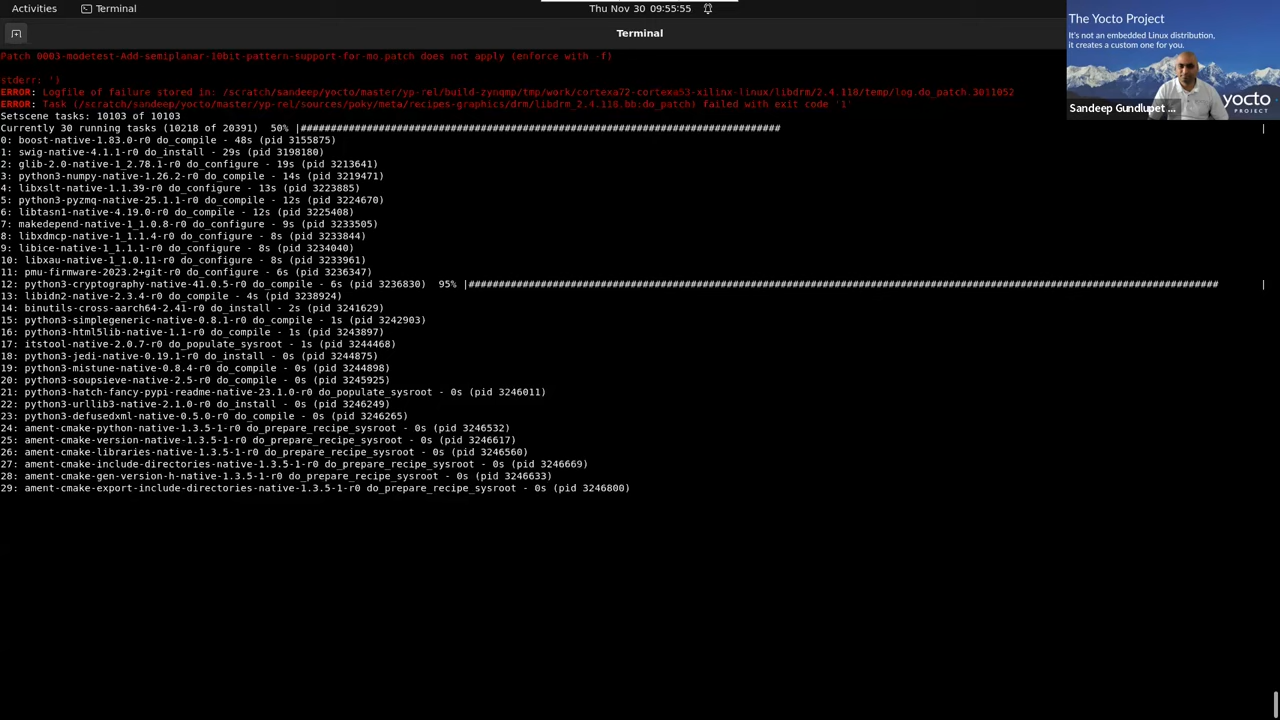 Activities
Terminal
Thu Nov 30 09:55:55
Terminal
Patch 0003-modetest-Add-semiplanar-10bit-pattern-support-for-mo.patch does not apply (enforce with -f)
stderr: ')
ERROR: Logfile of failure stored in: /scratch/sandeep/yocto/master/yp-rel/build-zynqmp/tmp/work/cortexa72-cortexa53-xilinx-linux/libdrm/2.4.118/temp/log.do_patch.3011052
ERROR: Task (/scratch/sandeep/yocto/master/yp-rel/sources/poky/meta/recipes-graphics/drm/libdrm_2.4.118.bb:do_patch) failed with exit code '1'
Setscene tasks: 10103 of 10103
Currently 30 running tasks (10218 of 20391)  50% |################################################################################ |
0: boost-native-1.83.0-r0 do_compile - 48s (pid 3155875)
1: swig-native-4.1.1-r0 do_install - 29s (pid 3198180)
2: glib-2.0-native-1_2.78.1-r0 do_configure - 19s (pid 3213641)
3: python3-numpy-native-1.26.2-r0 do_compile - 14s (pid 3219471)
4: libxslt-native-1.1.39-r0 do_configure - 13s (pid 3223885)
5: python3-pyzmq-native-25.1.1-r0 do_compile - 12s (pid 3224670)
6: libtasn1-native-4.19.0-r0 do_compile - 12s (pid 3225408)
7: makedepend-native-1_1.0.8-r0 do_configure - 9s (pid 3233505)
8: libxdmcp-native-1_1.1.4-r0 do_configure - 8s (pid 3233844)
9: libice-native-1_1.1.1-r0 do_configure - 8s (pid 3234040)
10: libxau-native-1_1.0.11-r0 do_configure - 8s (pid 3233961)
11: pmu-firmware-2023.2+git-r0 do_configure - 6s (pid 3236347)
12: python3-cryptography-native-41.0.5-r0 do_compile - 6s (pid 3236830)  95% |############################################################################################################################# |
13: libidn2-native-2.3.4-r0 do_compile - 4s (pid 3238924)
14: binutils-cross-aarch64-2.41-r0 do_install - 2s (pid 3241629)
15: python3-simplegeneric-native-0.8.1-r0 do_compile - 1s (pid 3242903)
16: python3-html5lib-native-1.1-r0 do_compile - 1s (pid 3243897)
17: itstool-native-2.0.7-r0 do_populate_sysroot - 1s (pid 3244468)
18: python3-jedi-native-0.19.1-r0 do_install - 0s (pid 3244875)
19: python3-mistune-native-0.8.4-r0 do_compile - 0s (pid 3244898)
20: python3-soupsieve-native-2.5-r0 do_compile - 0s (pid 3245925)
21: python3-hatch-fancy-pypi-readme-native-23.1.0-r0 do_populate_sysroot - 0s (pid 3246011)
22: python3-urllib3-native-2.1.0-r0 do_install - 0s (pid 3246249)
23: python3-defusedxml-native-0.5.0-r0 do_compile - 0s (pid 3246265)
24: ament-cmake-python-native-1.3.5-1-r0 do_prepare_recipe_sysroot - 0s (pid 3246532)
25: ament-cmake-version-native-1.3.5-1-r0 do_prepare_recipe_sysroot - 0s (pid 3246617)
26: ament-cmake-libraries-native-1.3.5-1-r0 do_prepare_recipe_sysroot - 0s (pid 3246560)
27: ament-cmake-include-directories-native-1.3.5-1-r0 do_prepare_recipe_sysroot - 0s (pid 3246669)
28: ament-cmake-gen-version-h-native-1.3.5-1-r0 do_prepare_recipe_sysroot - 0s (pid 3246633)
29: ament-cmake-export-include-directories-native-1.3.5-1-r0 do_prepare_recipe_sysroot - 0s (pid 3246800)
The Yocto Project
It's not an embedded Linux distribution,
it creates a custom one for you.
Sandeep Gundlupet ...
yocto
PROJECT